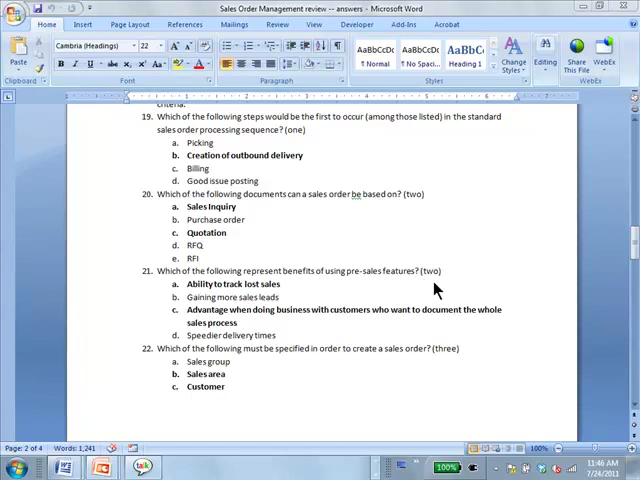 Sales Order Management review -- answers - Microsoft Word
Home Insert Page Layout References Mailings Review View Developer Add-Ins Acrobat
Cambria (Headings) 22
AaBbCcDc AaBbCcDc AaBbC
Paste ¶ Normal ¶ No Spaci... Heading 1 Change Styles Editing Share This File WebEx
Clipboard Font Paragraph Styles WebEx
criteria.
19. Which of the following steps would be the first to occur (among those listed) in the standard
sales order processing sequence? (one)
a. Picking
b. Creation of outbound delivery
c. Billing
d. Good issue posting
20. Which of the following documents can a sales order be based on? (two)
a. Sales Inquiry
b. Purchase order
c. Quotation
d. RFQ
e. RFI
21. Which of the following represent benefits of using pre-sales features? (two)
a. Ability to track lost sales
b. Gaining more sales leads
c. Advantage when doing business with customers who want to document the whole
sales process
d. Speedier delivery times
22. Which of the following must be specified in order to create a sales order? (three)
a. Sales group
b. Sales area
c. Customer
Page: 2 of 4 Words: 1,241 100%
talk 100% 11:46 AM
7/24/2011